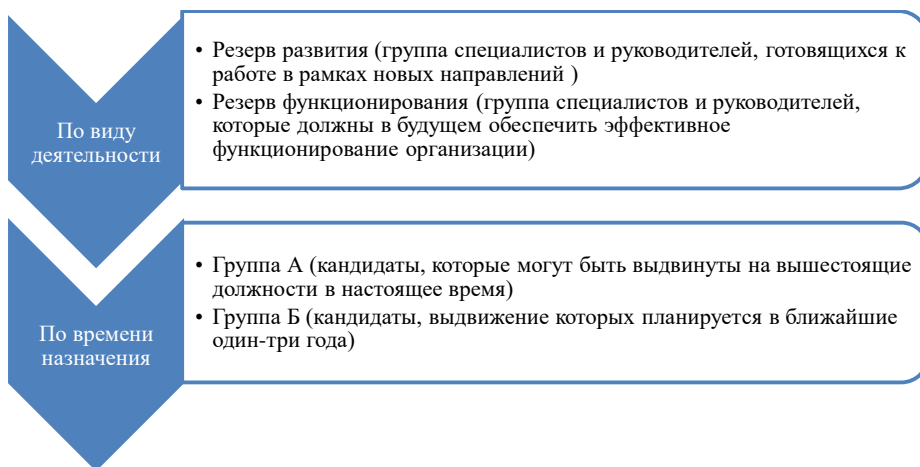 По виду
деятельности
• Резерв развития (группа специалистов и руководителей, готовящихся к
работе в рамках новых направлений )
• Резерв функционирования (группа специалистов и руководителей,
которые должны в будущем обеспечить эффективное
функционирование организации)
По времени
назначения
• Группа А (кандидаты, которые могут быть выдвинуты на вышестоящие
должности в настоящее время)
• Группа Б (кандидаты, выдвижение которых планируется в ближайшие
один-три года)